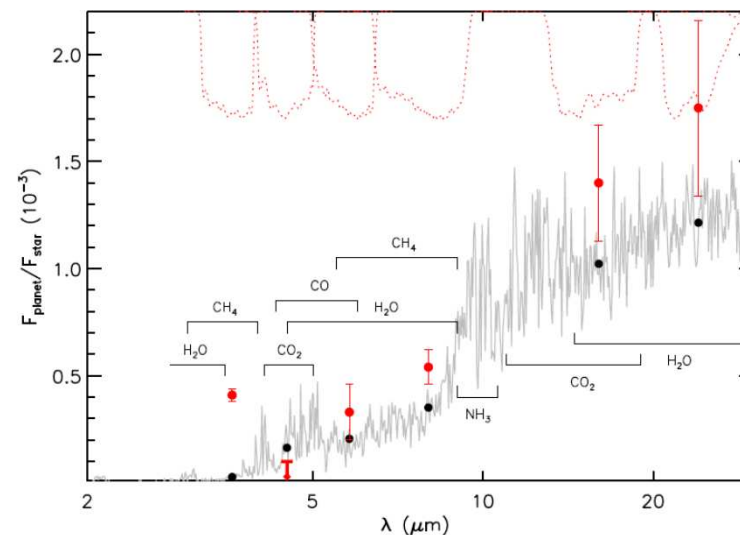 2.0
1.5
1.0
0.5
F_planet/F_star (10⁻³)
CH₄
CO
CH₄
H₂O
H₂O
CO₂
H₂O
CO₂
NH₃
2 5 10 20
λ (μm)